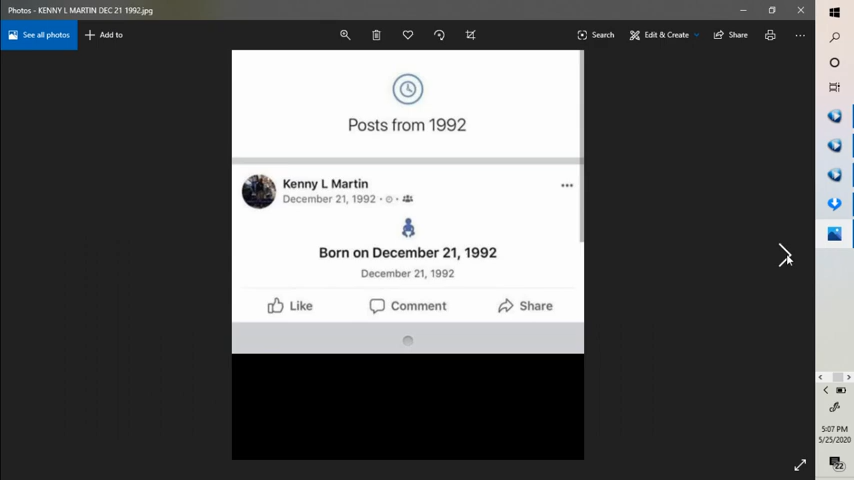 Photos - KENNY L MARTIN DEC 21 1992.jpg
See all photos
Add to
Search
Edit & Create
Share
Posts from 1992
Kenny L Martin
December 21, 1992
Born on December 21, 1992
December 21, 1992
Like
Comment
Share
5:07 PM
5/25/2020
22